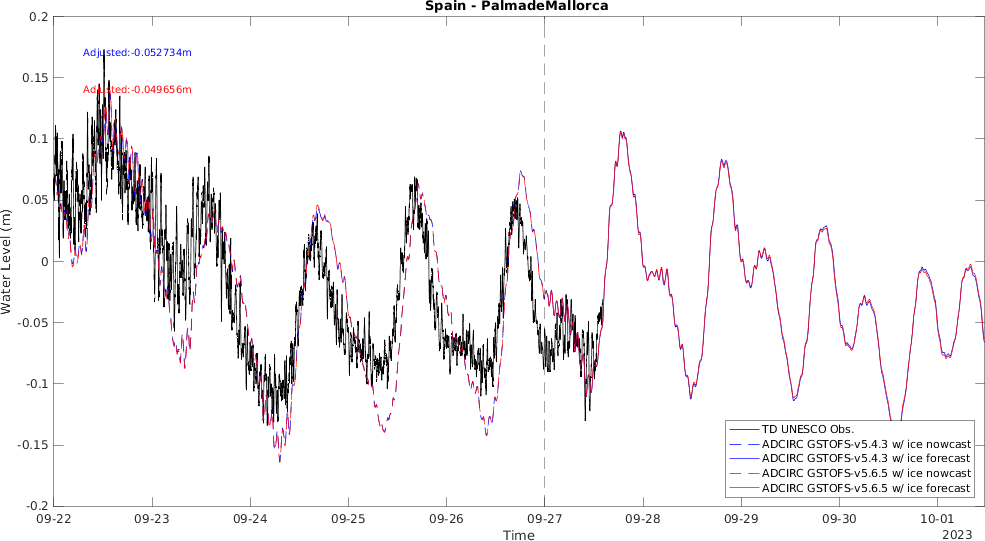 Spain - PalmadeMallorca
0.2
0.15
0.1
0.05
0
-0.05
-0.1
-0.15
-0.2
Water Level (m)
Adjusted:-0.052734m
Adjusted:-0.049656m
TD UNESCO Obs.
ADCIRC GSTOFS-v5.4.3 w/ ice nowcast
ADCIRC GSTOFS-v5.4.3 w/ ice forecast
ADCIRC GSTOFS-v5.6.5 w/ ice nowcast
ADCIRC GSTOFS-v5.6.5 w/ ice forecast
09-22 09-23 09-24 09-25 09-26 09-27 09-28 09-29 09-30 10-01
Time
2023